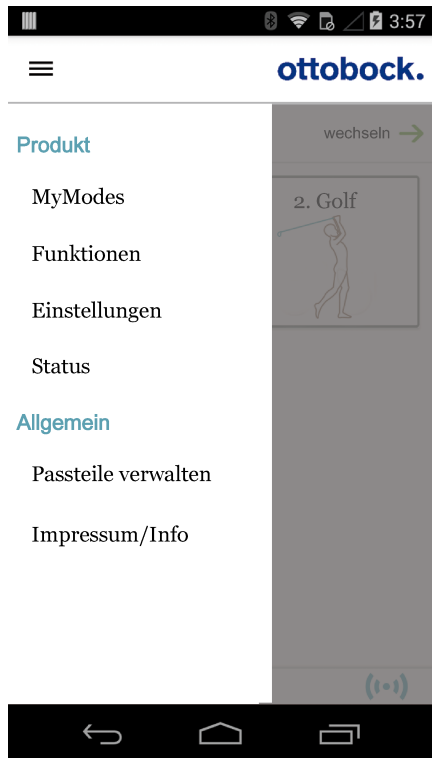 3:57
ottobock.
Produkt
wechseln
MyModes
2. Golf
Funktionen
Einstellungen
Status
Allgemein
Passteile verwalten
Impressum/Info